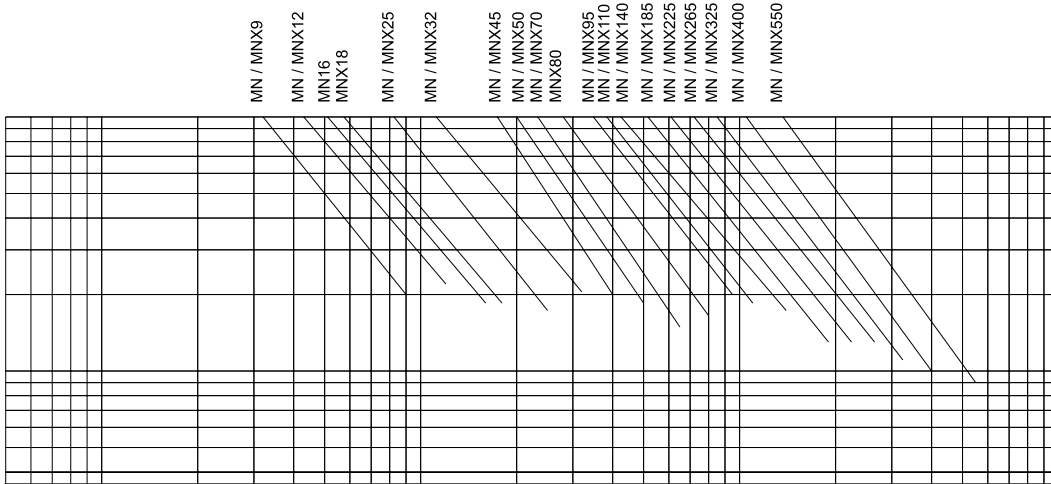 MN / MNX9
MN / MNX12
MN16
MNX18
MN / MNX25
MN / MNX32
MN / MNX45
MN / MNX50
MN / MNX70
MNX80
MN / MNX95
MN / MNX110
MN / MNX140
MN / MNX185
MN / MNX225
MN / MNX265
MN / MNX325
MN / MNX400
MN / MNX550